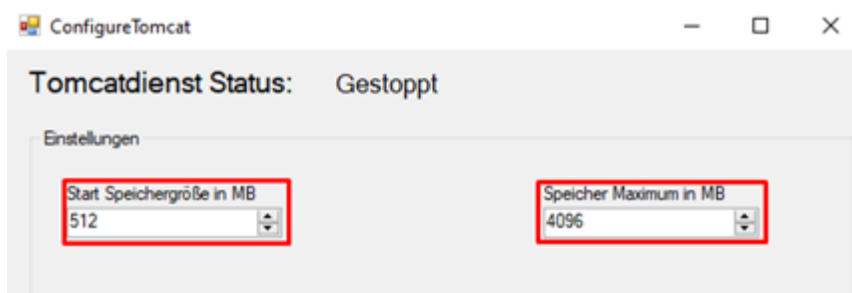 ConfigureTomcat
Tomcatdienst Status: Gestoppt
Einstellungen
Start Speichergröße in MB Speicher Maximum in MB
512 4096